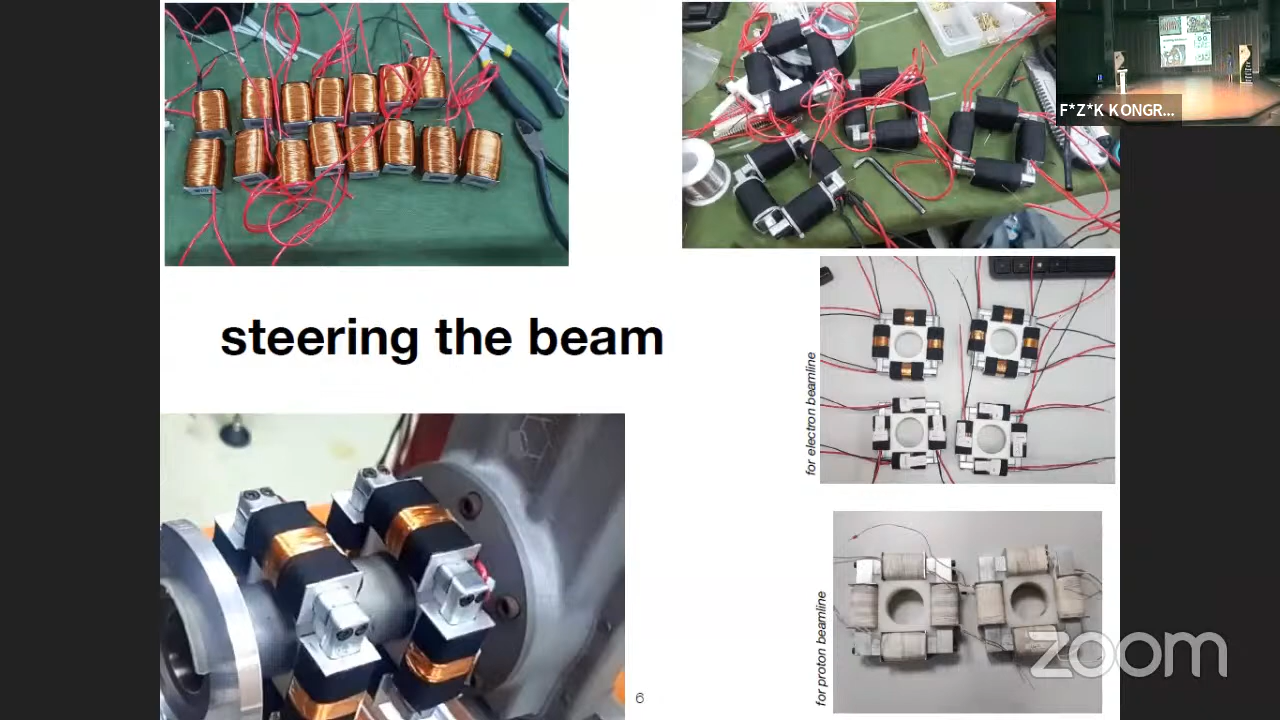 F*Z*K KONGR...
steering the beam
for electron beamline
for proton beamline
6
zoom